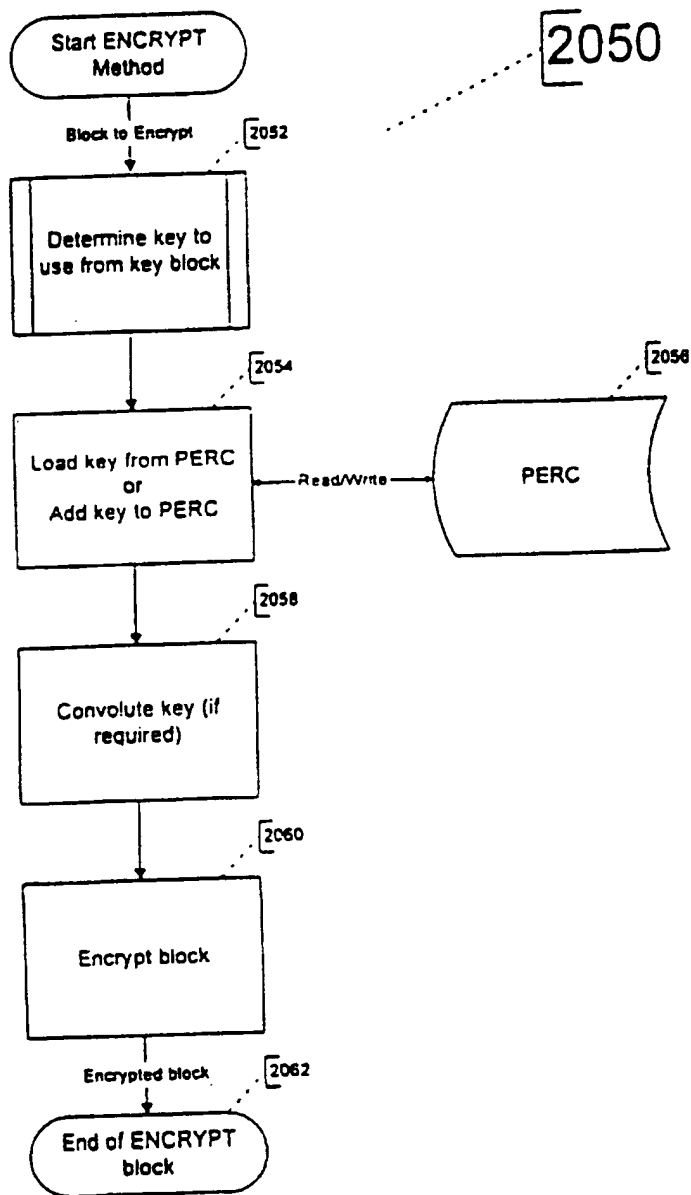 Start ENCRYPT
Method
2050
Block to Encrypt
2052
Determine key to
use from key block
2054
2056
Load key from PERC
or
Add key to PERC
Read/Write
PERC
2058
Convolute key (if
required)
2060
Encrypt block
Encrypted block
2062
End of ENCRYPT
block